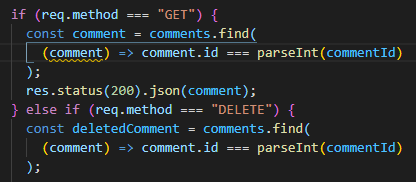 if (req.method === "GET") {
const comment = comments.find(
(comment) => comment.id === parseInt(commentId)
);
res.status(200).json(comment);
} else if (req.method === "DELETE") {
const deletedComment = comments.find(
(comment) => comment.id === parseInt(commentId)
);